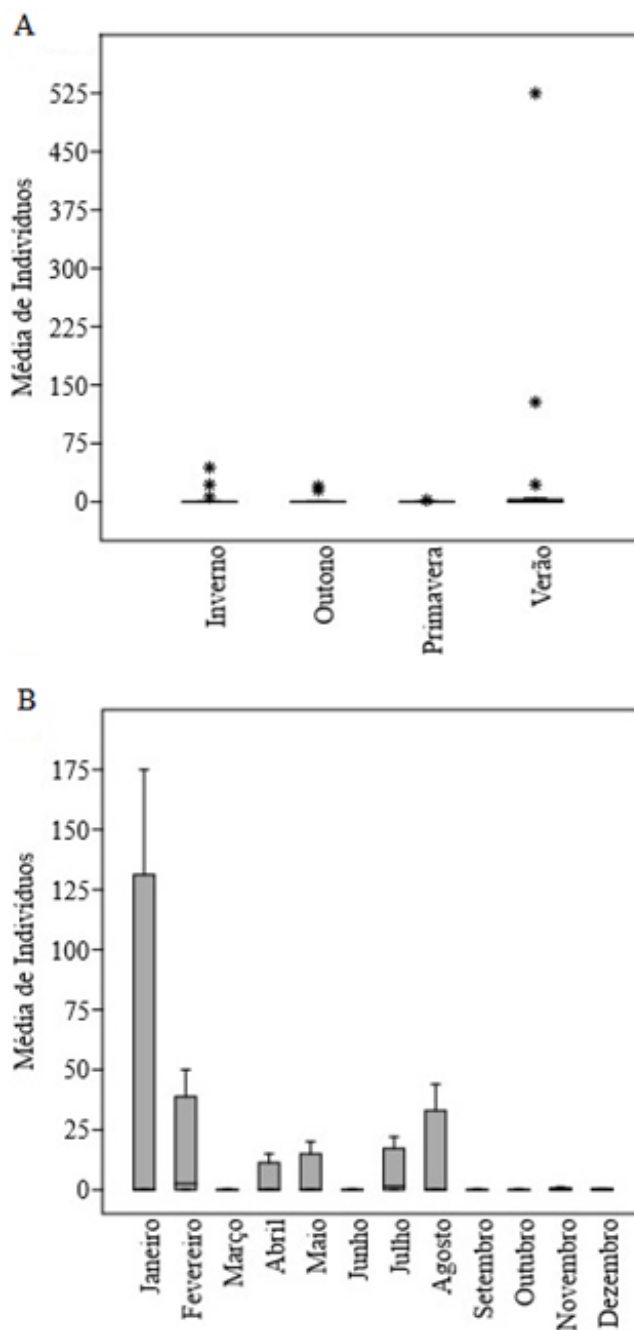 A
Média de Indivíduos
525
450
375
300
225
150
75
0
Inverno
Outono
Primavera
Verão
B
Média de Indivíduos
175
150
125
100
75
50
25
0
Janeiro
Fevereiro
Março
Abril
Maio
Junho
Julho
Agosto
Setembro
Outubro
Novembro
Dezembro